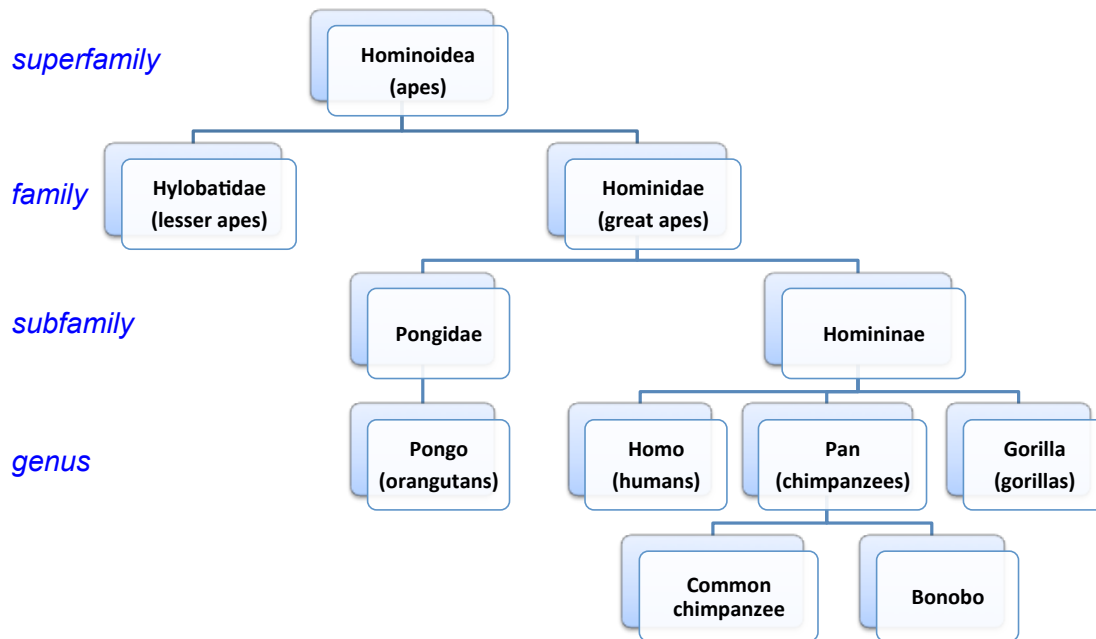 superfamily
Hominoidea
(apes)
family
Hylobatidae
(lesser apes)
Hominidae
(great apes)
subfamily
Pongidae
Homininae
genus
Pongo
(orangutans)
Homo
(humans)
Pan
(chimpanzees)
Gorilla
(gorillas)
Common
chimpanzee
Bonobo